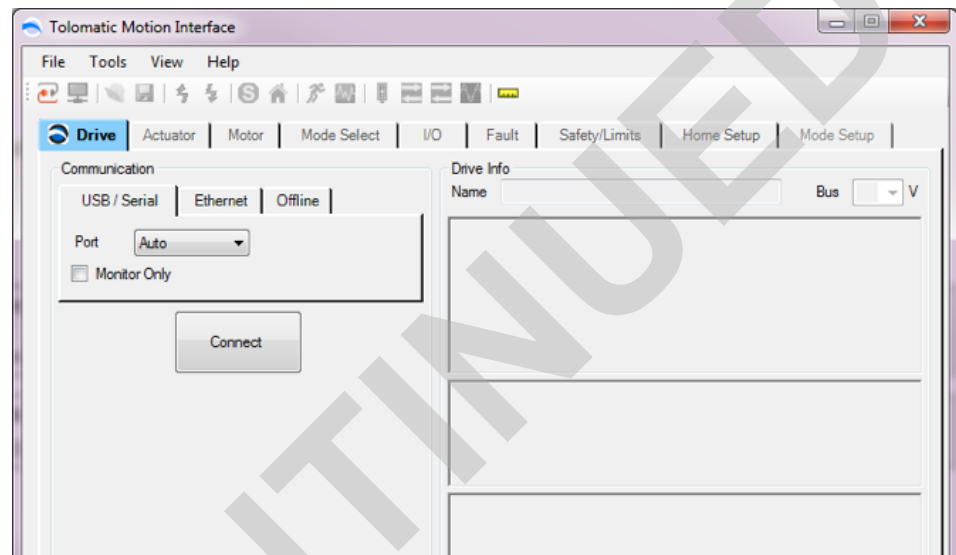 Tolomatic Motion Interface
File Tools View Help
Drive Actuator Motor Mode Select I/O Fault Safety/Limits Home Setup Mode Setup
Communication
USB / Serial Ethernet Offline
Port Auto
Monitor Only
Connect
Drive Info
Name Bus V
TINUED